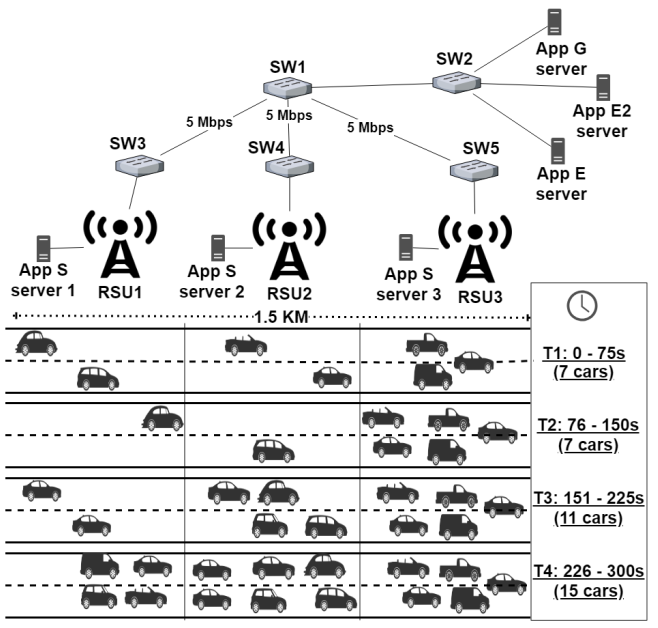 App G
server
SW1
SW2
5 Mbps
5 Mbps
5 Mbps
App E2
server
SW3
SW4
SW5
App E
server
App S
server 1
RSU1
App S
server 2
RSU2
App S
server 3
RSU3
1.5 KM
T1: 0 - 75s
(7 cars)
T2: 76 - 150s
(7 cars)
T3: 151 - 225s
(11 cars)
T4: 226 - 300s
(15 cars)